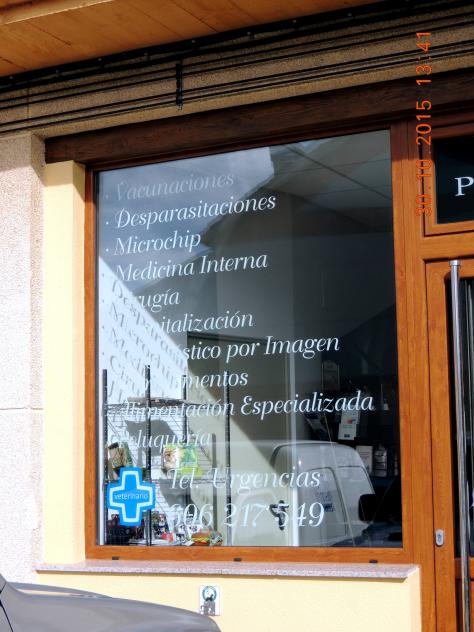 30-10-2015 13:41
P
· Vacunaciones
· Desparasitaciones
· Microchip
· Medicina Interna
Cirugía
Hospitalización
por Imagen
· Alimentación Especializada
Peluquería
Tel. Urgencias
606 217 549
veterinario